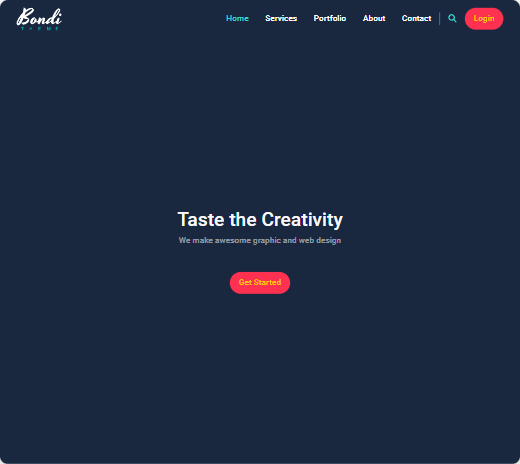 Bondi
THEME
Home Services Portfolio About Contact Login
Taste the Creativity
We make awesome graphic and web design
Get Started